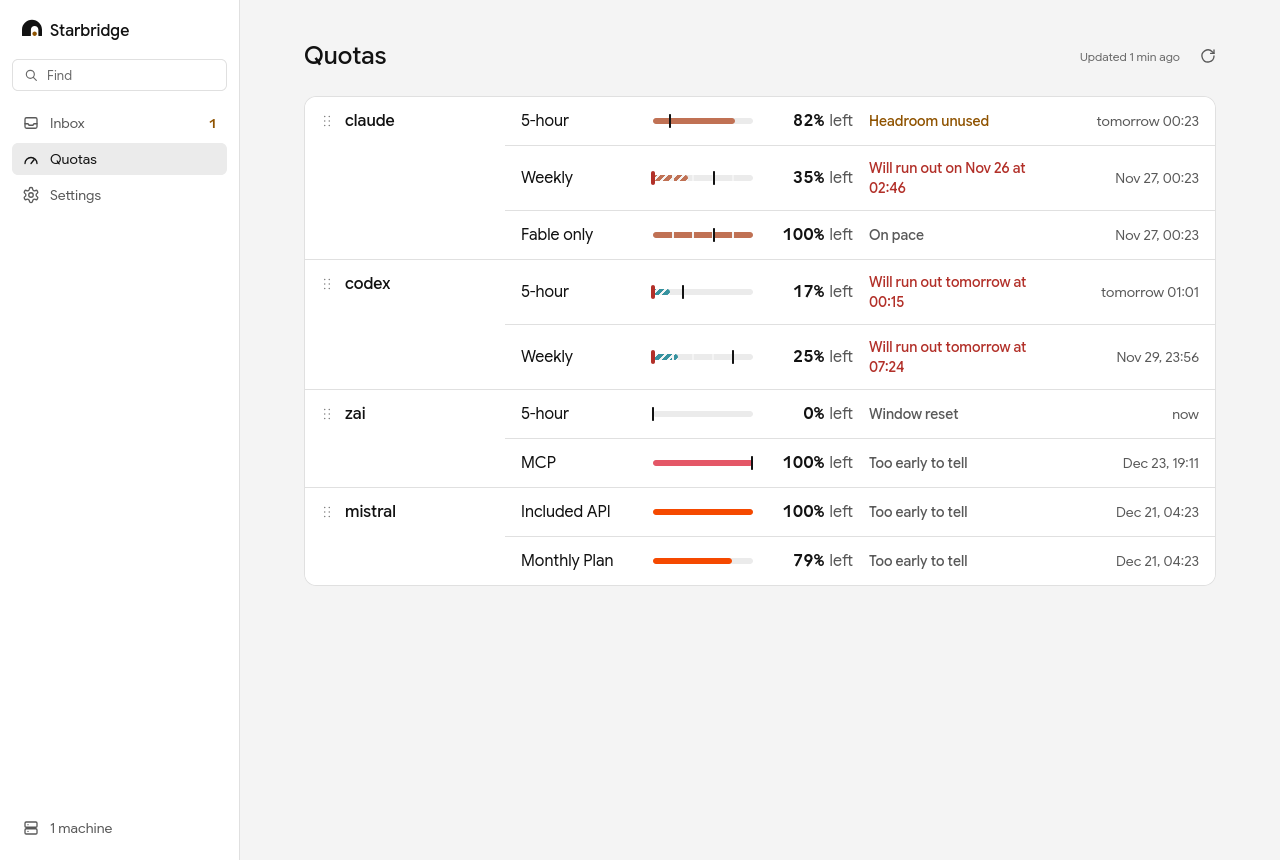 Starbridge
Find
Inbox 1
Quotas
Settings
1 machine
Quotas
Updated 1 min ago
claude 5-hour 82% left Headroom unused tomorrow 00:23
Weekly 35% left Will run out on Nov 26 at 02:46 Nov 27, 00:23
Fable only 100% left On pace Nov 27, 00:23
codex 5-hour 17% left Will run out tomorrow at 00:15 tomorrow 01:01
Weekly 25% left Will run out tomorrow at 07:24 Nov 29, 23:56
zai 5-hour 0% left Window reset now
MCP 100% left Too early to tell Dec 23, 19:11
mistral Included API 100% left Too early to tell Dec 21, 04:23
Monthly Plan 79% left Too early to tell Dec 21, 04:23